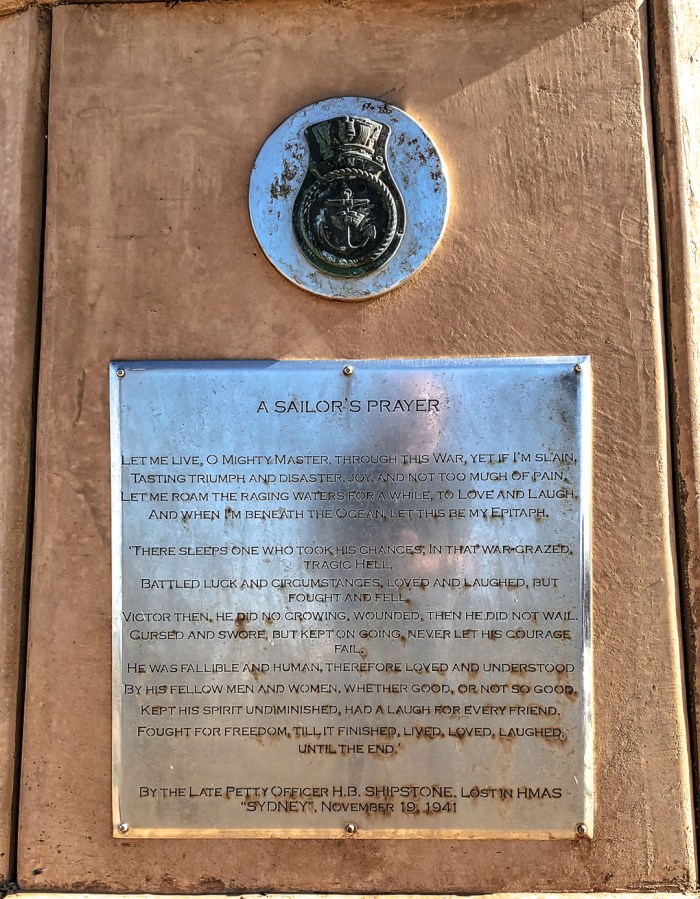 A SAILOR'S PRAYER
LET ME LIVE, O MIGHTY MASTER, THROUGH THIS WAR, YET IF I'M SLAIN,
TASTING TRIUMPH AND DISASTER, JOY, AND NOT TOO MUCH OF PAIN,
LET ME ROAM THE RAGING WATERS FOR A WHILE, TO LOVE AND LAUGH,
AND WHEN I'M BENEATH THE OCEAN, LET THIS BE MY EPITAPH.
'THERE SLEEPS ONE WHO TOOK HIS CHANCES, IN THAT WAR-GRAZED,
TRAGIC HELL,
BATTLED LUCK AND CIRCUMSTANCES, LOVED AND LAUGHED, BUT
FOUGHT AND FELL.
VICTOR THEN, HE DID NO CROWING, WOUNDED, THEN HE DID NOT WAIL.
CURSED AND SWORE, BUT KEPT ON GOING, NEVER LET HIS COURAGE
FAIL.
HE WAS FALLIBLE AND HUMAN, THEREFORE LOVED AND UNDERSTOOD
BY HIS FELLOW MEN AND WOMEN, WHETHER GOOD, OR NOT SO GOOD,
KEPT HIS SPIRIT UNDIMINISHED, HAD A LAUGH FOR EVERY FRIEND.
FOUGHT FOR FREEDOM, TILL IT FINISHED, LIVED, LOVED, LAUGHED,
UNTIL THE END.'
BY THE LATE PETTY OFFICER H.B. SHIPSTONE. LOST IN HMAS
"SYDNEY", NOVEMBER 19, 1941